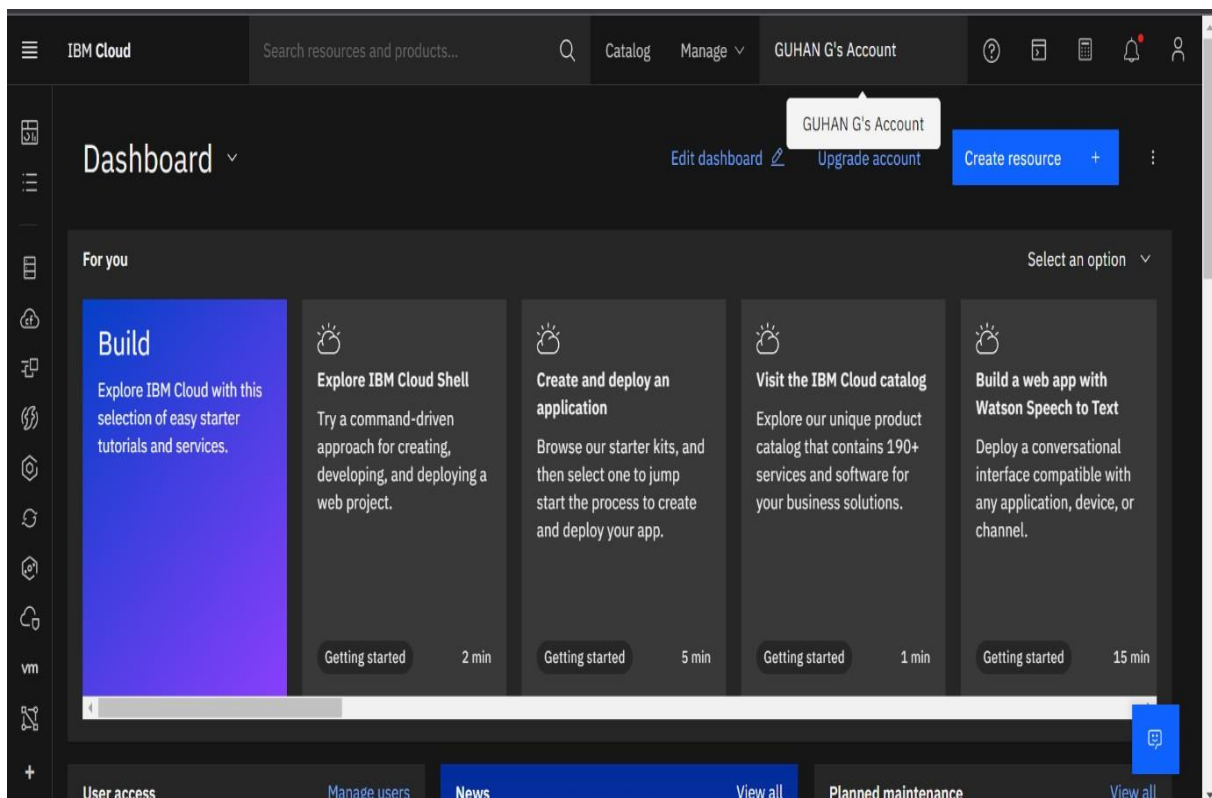 IBM Cloud
Search resources and products...
Catalog
Manage
GUHAN G's Account
GUHAN G's Account
Dashboard
Edit dashboard
Upgrade account
Create resource +
For you
Select an option
Build
Explore IBM Cloud with this
selection of easy starter
tutorials and services.
Explore IBM Cloud Shell
Try a command-driven
approach for creating,
developing, and deploying a
web project.
Getting started
2 min
Create and deploy an
application
Browse our starter kits, and
then select one to jump
start the process to create
and deploy your app.
Getting started
5 min
Visit the IBM Cloud catalog
Explore our unique product
catalog that contains 190+
services and software for
your business solutions.
Getting started
1 min
Build a web app with
Watson Speech to Text
Deploy a conversational
interface compatible with
any application, device, or
channel.
Getting started
15 min
cf
vm
User access
Manage users
News
View all
Planned maintenance
View all